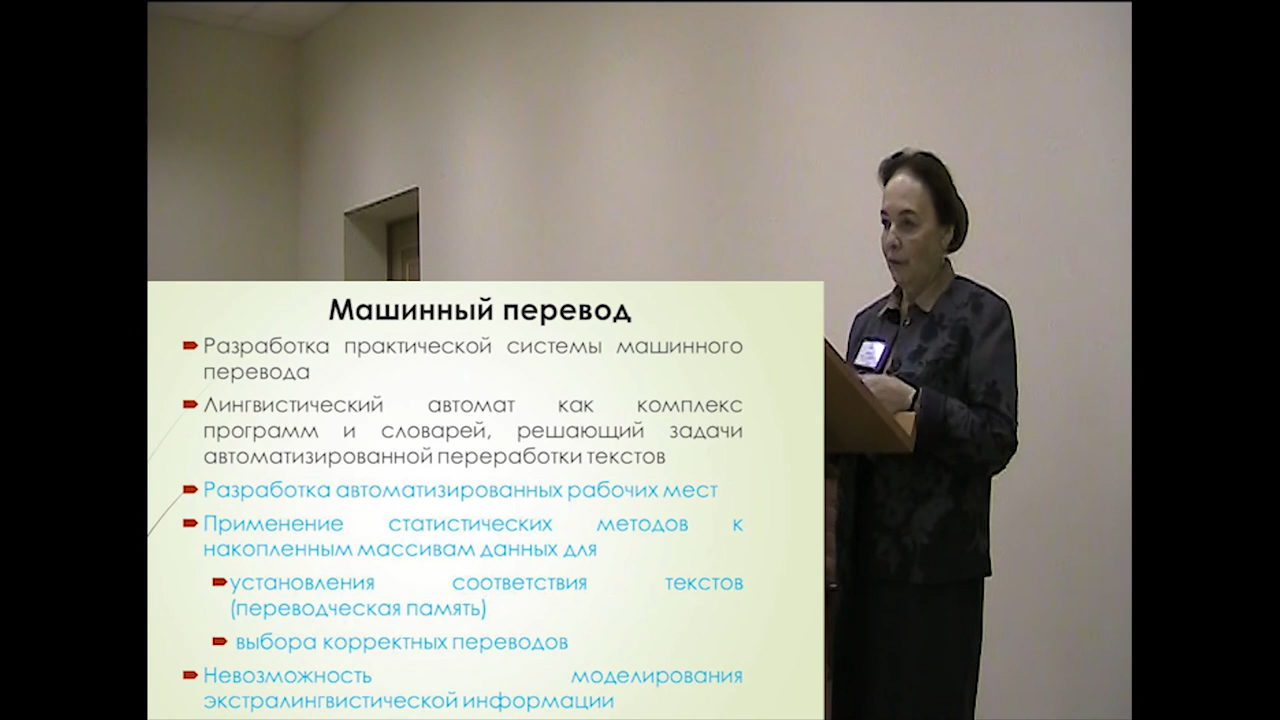 Машинный перевод
Разработка практической системы машинного
перевода
Лингвистический автомат как комплекс
программ и словарей, решающий задачи
автоматизированной переработки текстов
Разработка автоматизированных рабочих мест
Применение статистических методов к
накопленным массивам данных для
установления соответствия текстов
(переводческая память)
выбора корректных переводов
Невозможность моделирования
экстралингвистической информации